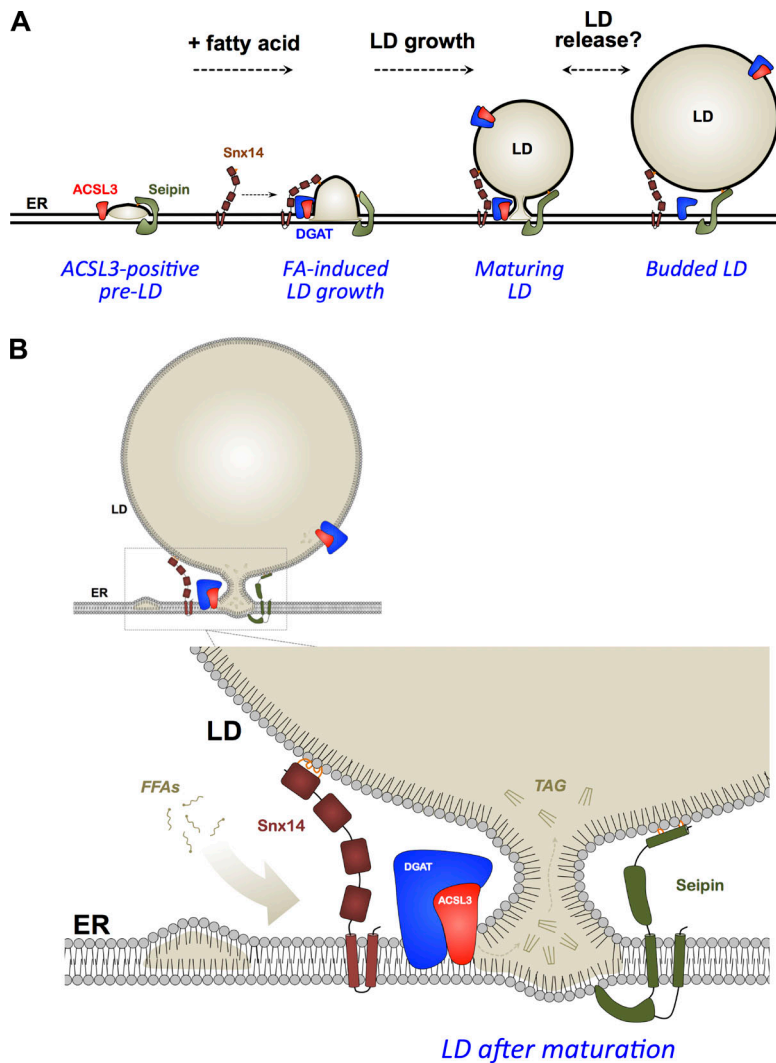 A
+ fatty acid
LD growth
LD
release?
LD
LD
Snx14
ACSL3
Seipin
ER
DGAT
ACSL3-positive
pre-LD
FA-induced
LD growth
Maturing
LD
Budded LD
B
LD
ER
LD
FFAs
TAG
Snx14
DGAT
ACSL3
Seipin
ER
LD after maturation